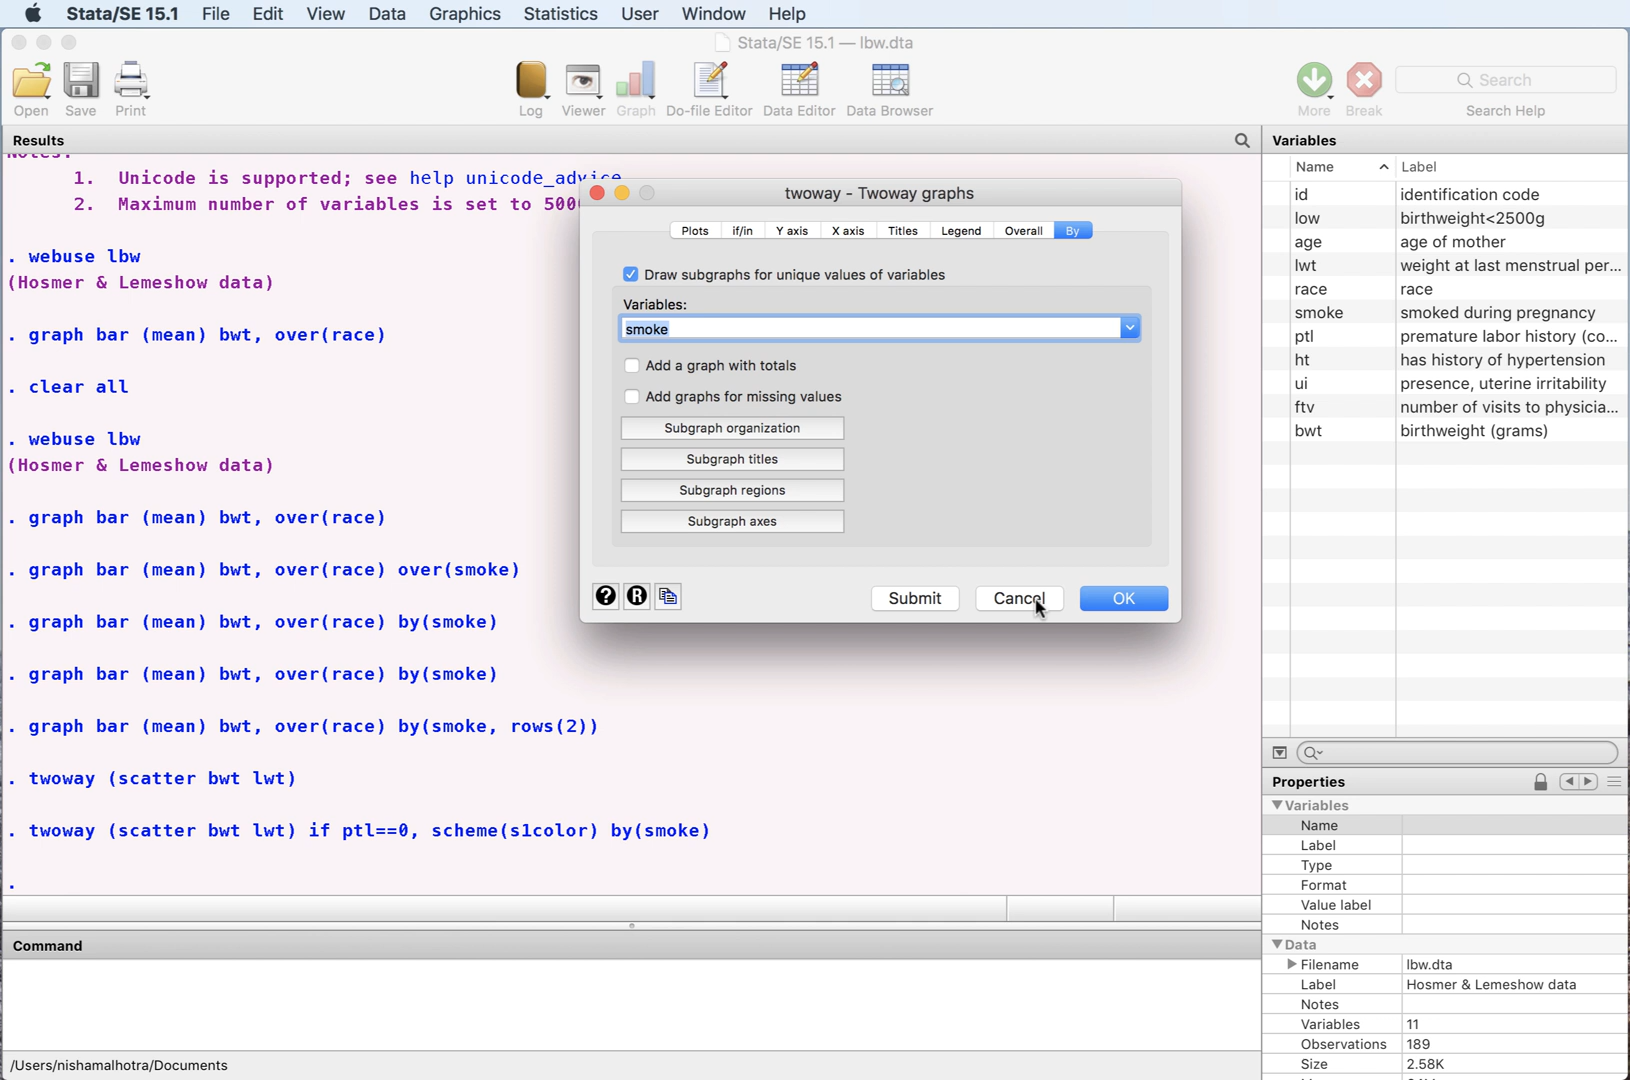 Stata/SE 15.1 File Edit View Data Graphics Statistics User Window Help
Stata/SE 15.1 — lbw.dta
Open Save Print Log Viewer Graph Do-file Editor Data Editor Data Browser More Break Search
Search Help
Results
Notes:
1. Unicode is supported; see help unicode_advice
2. Maximum number of variables is set to 500
. webuse lbw
(Hosmer & Lemeshow data)
. graph bar (mean) bwt, over(race)
. clear all
. webuse lbw
(Hosmer & Lemeshow data)
. graph bar (mean) bwt, over(race)
. graph bar (mean) bwt, over(race) over(smoke)
. graph bar (mean) bwt, over(race) by(smoke)
. graph bar (mean) bwt, over(race) by(smoke)
. graph bar (mean) bwt, over(race) by(smoke, rows(2))
. twoway (scatter bwt lwt)
. twoway (scatter bwt lwt) if ptl==0, scheme(s1color) by(smoke)
.
Command
/Users/nishamalhotra/Documents
twoway - Twoway graphs
Plots if/in Y axis X axis Titles Legend Overall By
Draw subgraphs for unique values of variables
Variables:
smoke
Add a graph with totals
Add graphs for missing values
Subgraph organization
Subgraph titles
Subgraph regions
Subgraph axes
? R Submit Cancel OK
Variables
Name Label
id identification code
low birthweight<2500g
age age of mother
lwt weight at last menstrual per...
race race
smoke smoked during pregnancy
ptl premature labor history (co...
ht has history of hypertension
ui presence, uterine irritability
ftv number of visits to physicia...
bwt birthweight (grams)
Properties
Variables
Name
Label
Type
Format
Value label
Notes
Data
Filename lbw.dta
Label Hosmer & Lemeshow data
Notes
Variables 11
Observations 189
Size 2.58K